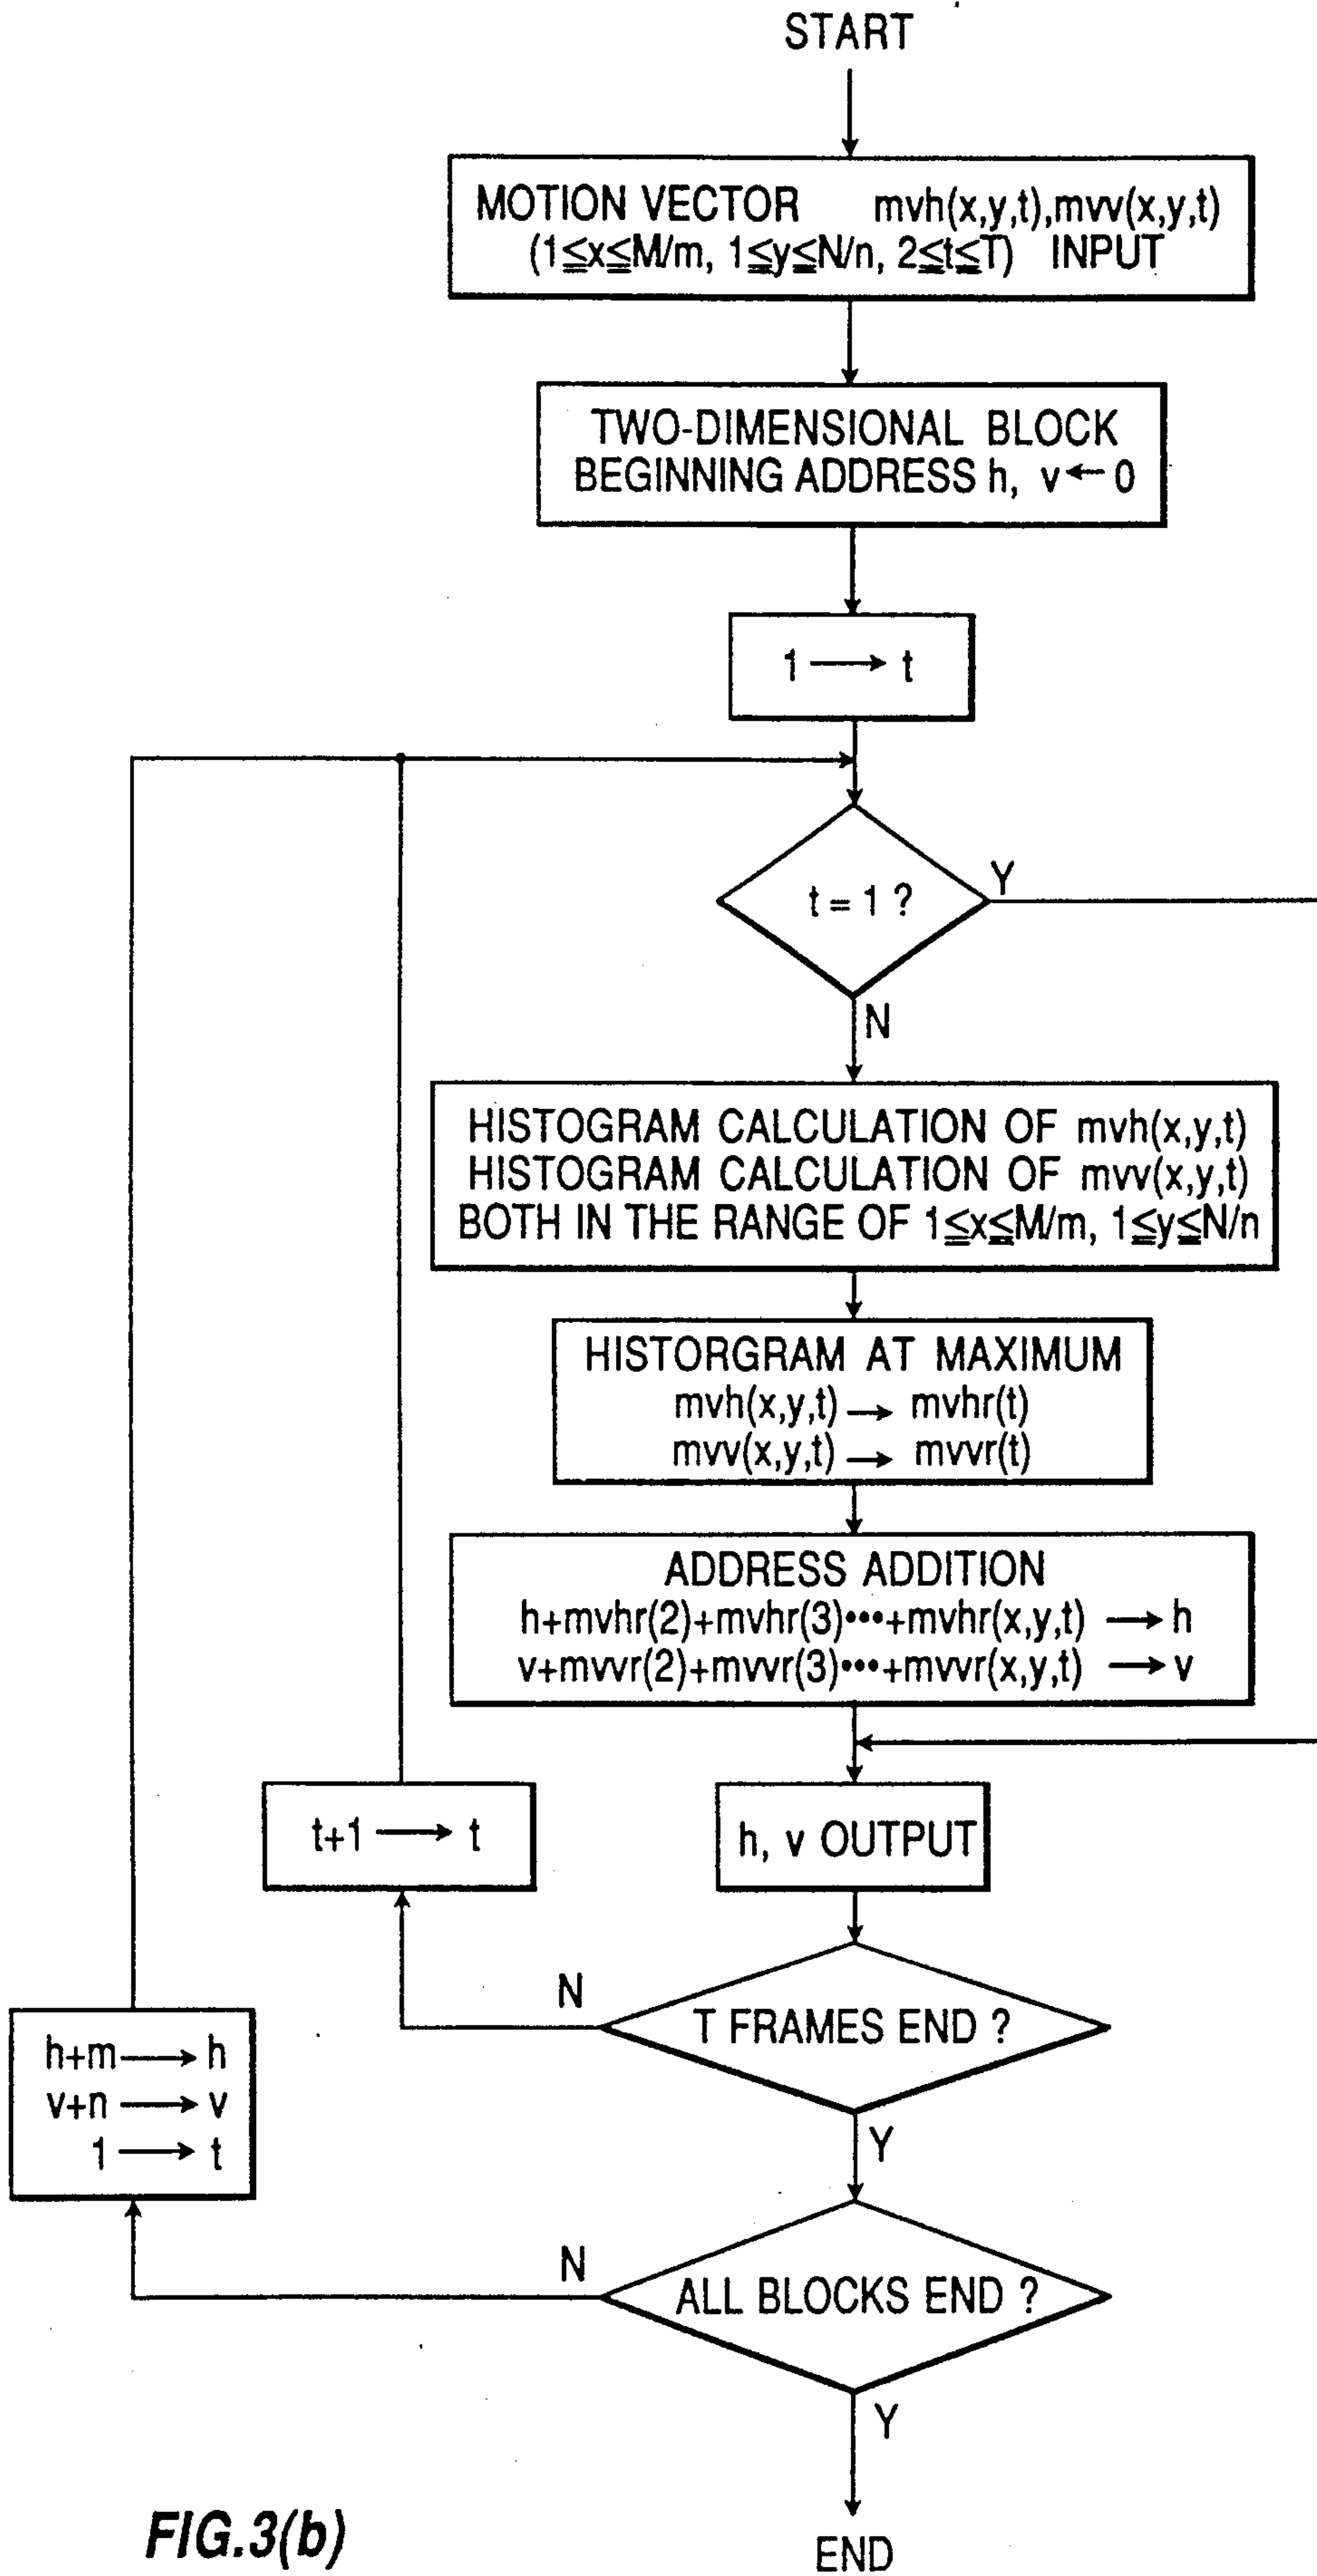 START
MOTION VECTOR mvh(x,y,t),mvv(x,y,t)
(1≦x≦M/m, 1≦y≦N/n, 2≦t≦T) INPUT
TWO-DIMENSIONAL BLOCK
BEGINNING ADDRESS h, v ← 0
1 → t
t = 1 ?
Y
N
HISTOGRAM CALCULATION OF mvh(x,y,t)
HISTOGRAM CALCULATION OF mvv(x,y,t)
BOTH IN THE RANGE OF 1≦x≦M/m, 1≦y≦N/n
HISTORGRAM AT MAXIMUM
mvh(x,y,t) → mvhr(t)
mvv(x,y,t) → mvvr(t)
ADDRESS ADDITION
h+mvhr(2)+mvhr(3)•••+mvhr(x,y,t) → h
v+mvvr(2)+mvvr(3)•••+mvvr(x,y,t) → v
t+1 → t
h, v OUTPUT
N
T FRAMES END ?
Y
h+m → h
v+n → v
1 → t
N
ALL BLOCKS END ?
Y
END
FIG.3(b)